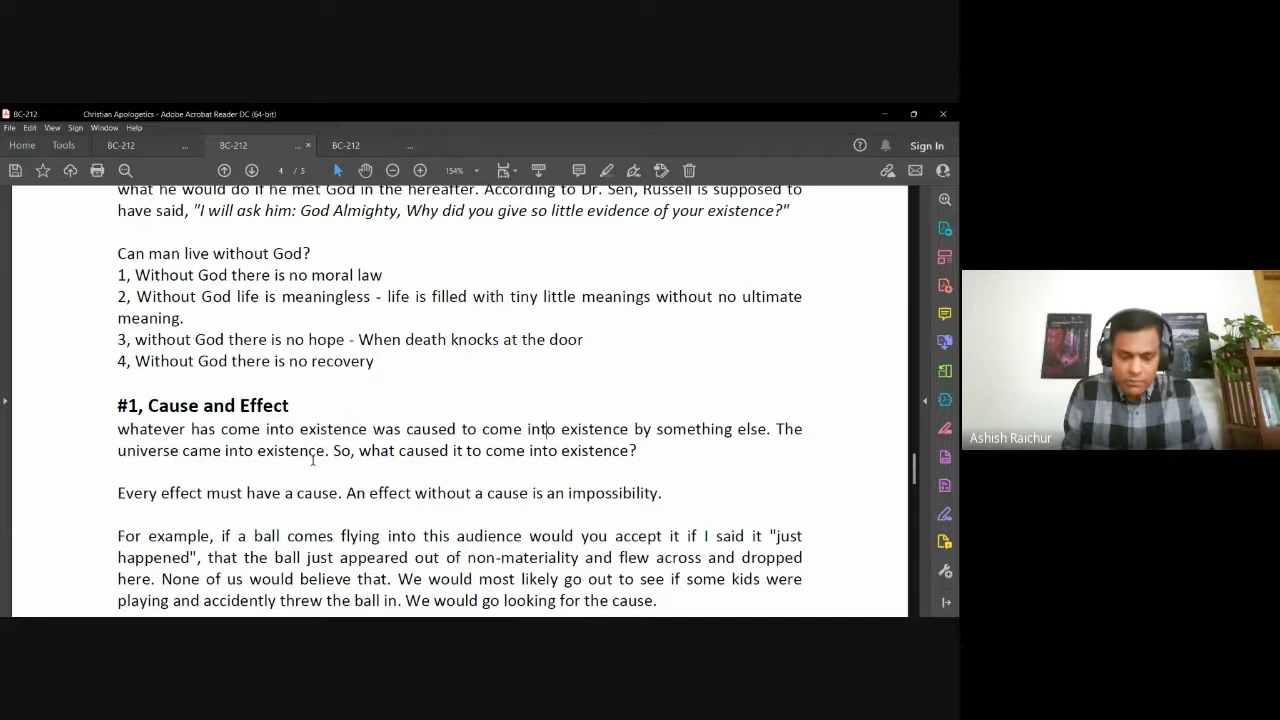 BC-212 Christian Apologetics - Adobe Acrobat Reader DC (64-bit)
File Edit View Sign Window Help
Home Tools BC-212 ... BC-212 ... × BC-212 ... Sign In
4 / 5 154%
what he would do if he met God in the hereafter. According to Dr. Sen, Russell is supposed to
have said, "I will ask him: God Almighty, Why did you give so little evidence of your existence?"
Can man live without God?
1, Without God there is no moral law
2, Without God life is meaningless - life is filled with tiny little meanings without no ultimate
meaning.
3, without God there is no hope - When death knocks at the door
4, Without God there is no recovery
#1, Cause and Effect
whatever has come into existence was caused to come into existence by something else. The
universe came into existence. So, what caused it to come into existence?
Every effect must have a cause. An effect without a cause is an impossibility.
For example, if a ball comes flying into this audience would you accept it if I said it "just
happened", that the ball just appeared out of non-materiality and flew across and dropped
here. None of us would believe that. We would most likely go out to see if some kids were
playing and accidently threw the ball in. We would go looking for the cause.
Ashish Raichur